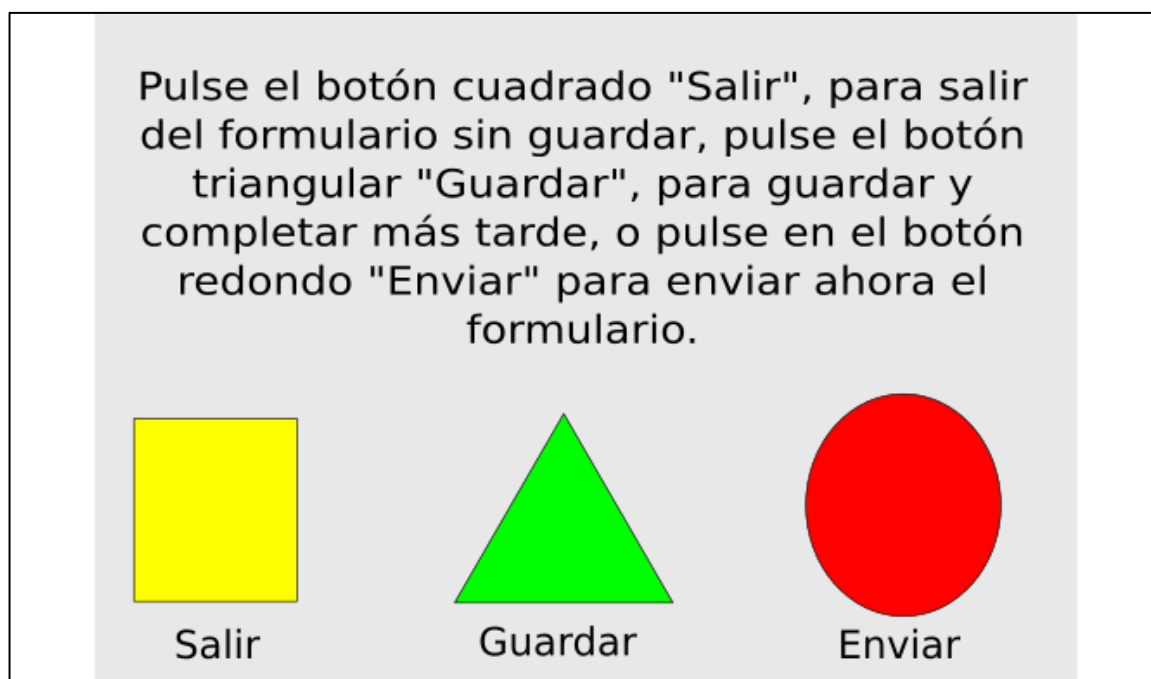 Pulse el botón cuadrado "Salir", para salir
del formulario sin guardar, pulse el botón
triangular "Guardar", para guardar y
completar más tarde, o pulse en el botón
redondo "Enviar" para enviar ahora el
formulario.
Salir
Guardar
Enviar